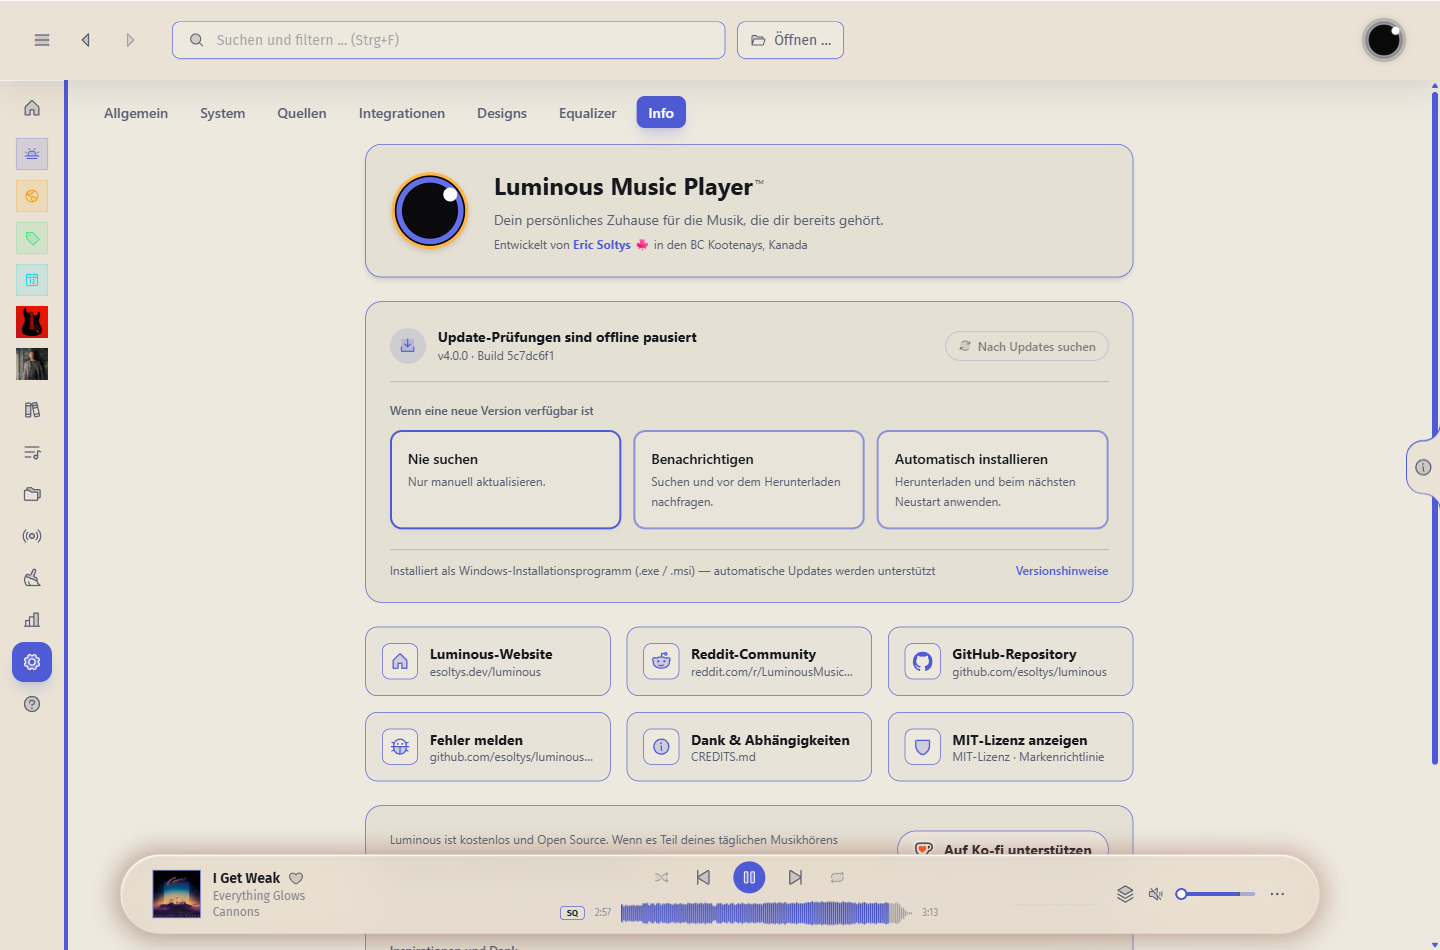 Suchen und filtern ... (Strg+F)
Öffnen ...
Allgemein
System
Quellen
Integrationen
Designs
Equalizer
Info
Luminous Music Player™
Dein persönliches Zuhause für die Musik, die dir bereits gehört.
Entwickelt von Eric Soltys in den BC Kootenays, Kanada
Update-Prüfungen sind offline pausiert
v4.0.0 · Build 5c7dc6f1
Nach Updates suchen
Wenn eine neue Version verfügbar ist
Nie suchen
Nur manuell aktualisieren.
Benachrichtigen
Suchen und vor dem Herunterladen
nachfragen.
Automatisch installieren
Herunterladen und beim nächsten
Neustart anwenden.
Installiert als Windows-Installationsprogramm (.exe / .msi) — automatische Updates werden unterstützt
Versionshinweise
Luminous-Website
esoltys.dev/luminous
Reddit-Community
reddit.com/r/LuminousMusic...
GitHub-Repository
github.com/esoltys/luminous
Fehler melden
github.com/esoltys/luminous...
Dank & Abhängigkeiten
CREDITS.md
MIT-Lizenz anzeigen
MIT-Lizenz · Markenrichtlinie
Luminous ist kostenlos und Open Source. Wenn es Teil deines täglichen Musikhörens
Auf Ko-fi unterstützen
I Get Weak
Everything Glows
Cannons
SQ
2:57
3:13
Inspirationen und Dank
12